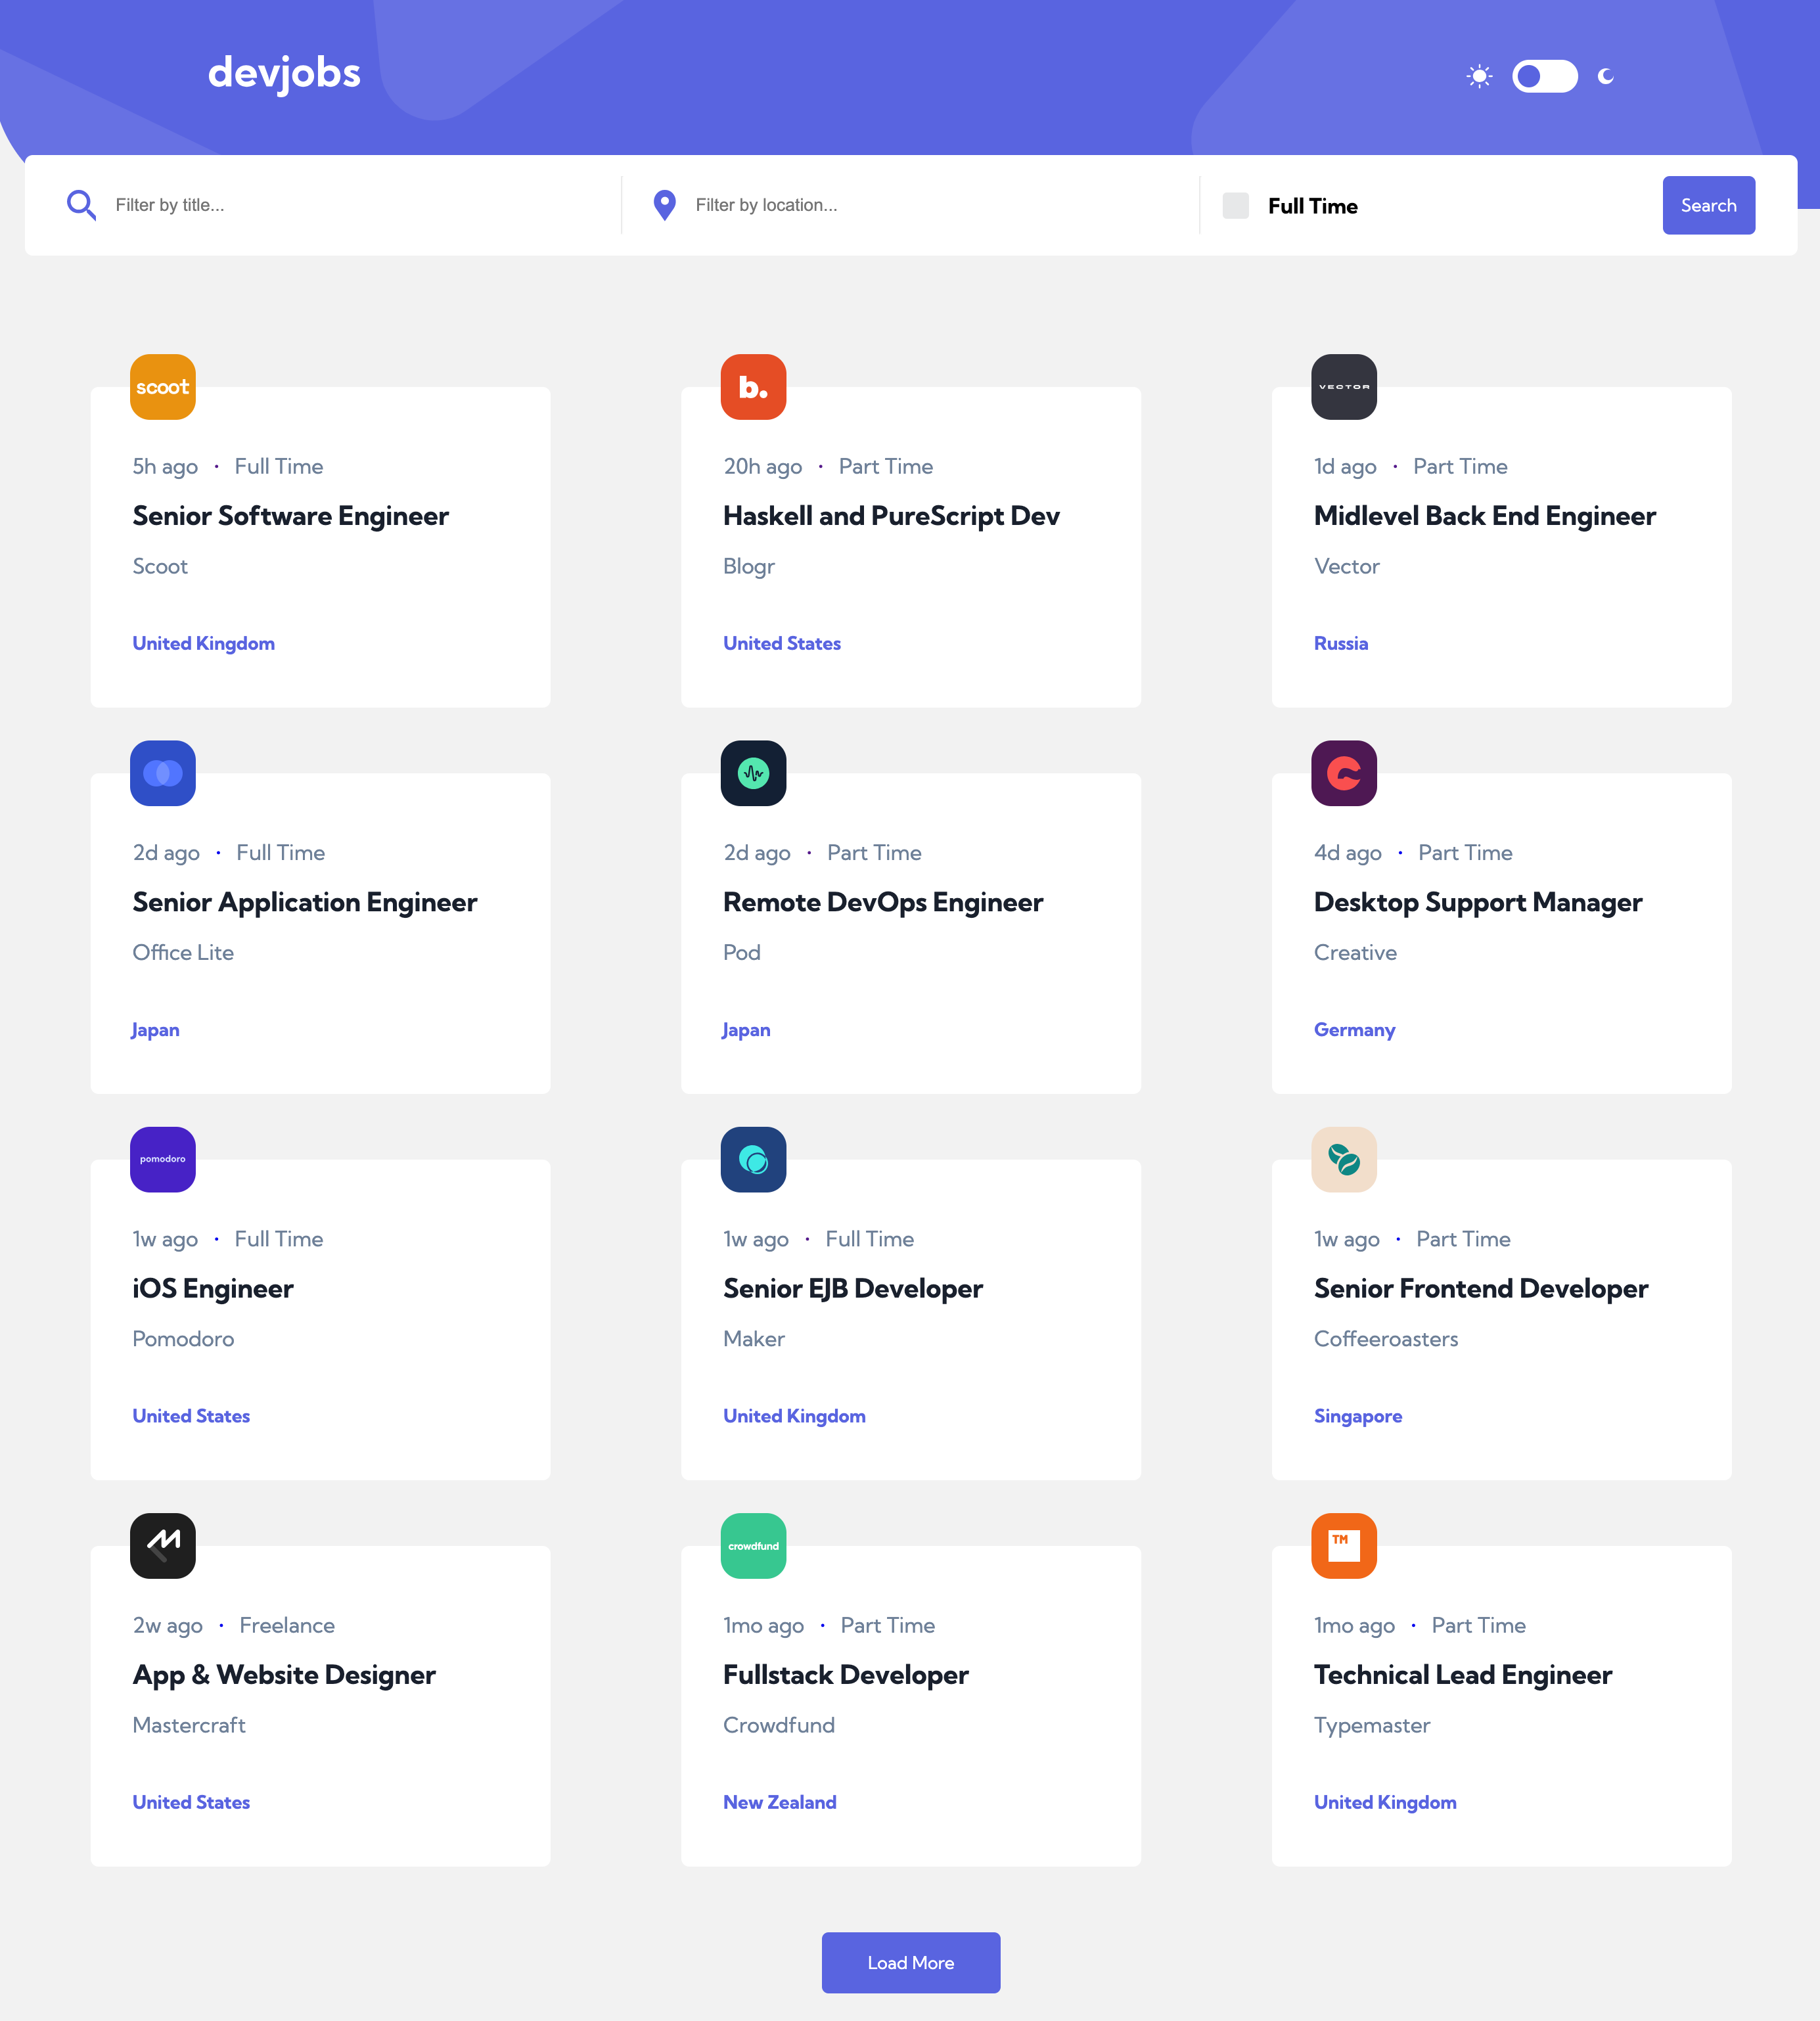 devjobs
Filter by title...
Filter by location...
Full Time
Search
scoot
5h ago · Full Time
Senior Software Engineer
Scoot
United Kingdom
b.
20h ago · Part Time
Haskell and PureScript Dev
Blogr
United States
VECTOR
1d ago · Part Time
Midlevel Back End Engineer
Vector
Russia
2d ago · Full Time
Senior Application Engineer
Office Lite
Japan
2d ago · Part Time
Remote DevOps Engineer
Pod
Japan
4d ago · Part Time
Desktop Support Manager
Creative
Germany
pomodoro
1w ago · Full Time
iOS Engineer
Pomodoro
United States
1w ago · Full Time
Senior EJB Developer
Maker
United Kingdom
1w ago · Part Time
Senior Frontend Developer
Coffeeroasters
Singapore
2w ago · Freelance
App & Website Designer
Mastercraft
United States
crowdfund
1mo ago · Part Time
Fullstack Developer
Crowdfund
New Zealand
TM
1mo ago · Part Time
Technical Lead Engineer
Typemaster
United Kingdom
Load More